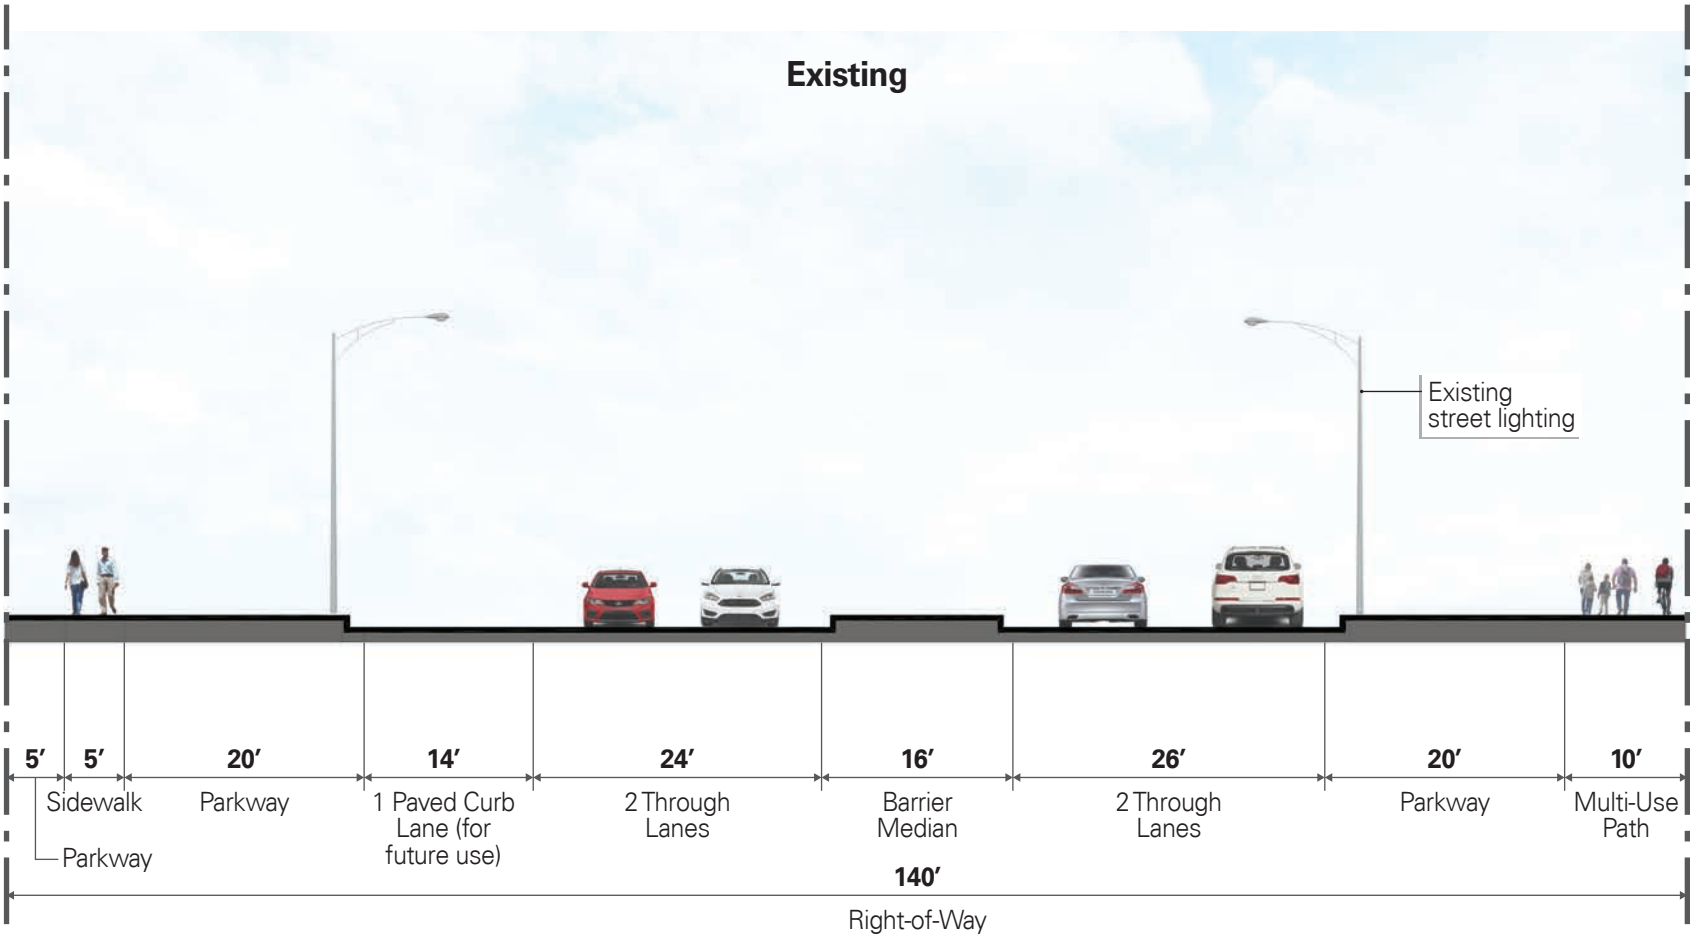 Existing
Existing
street lighting
5’
5’
20’
14’
24’
16’
26’
20’
10’
Sidewalk
Parkway
1 Paved Curb
Lane (for
future use)
2 Through
Lanes
Barrier
Median
2 Through
Lanes
Parkway
Multi-Use
Path
Parkway
140’
Right-of-Way